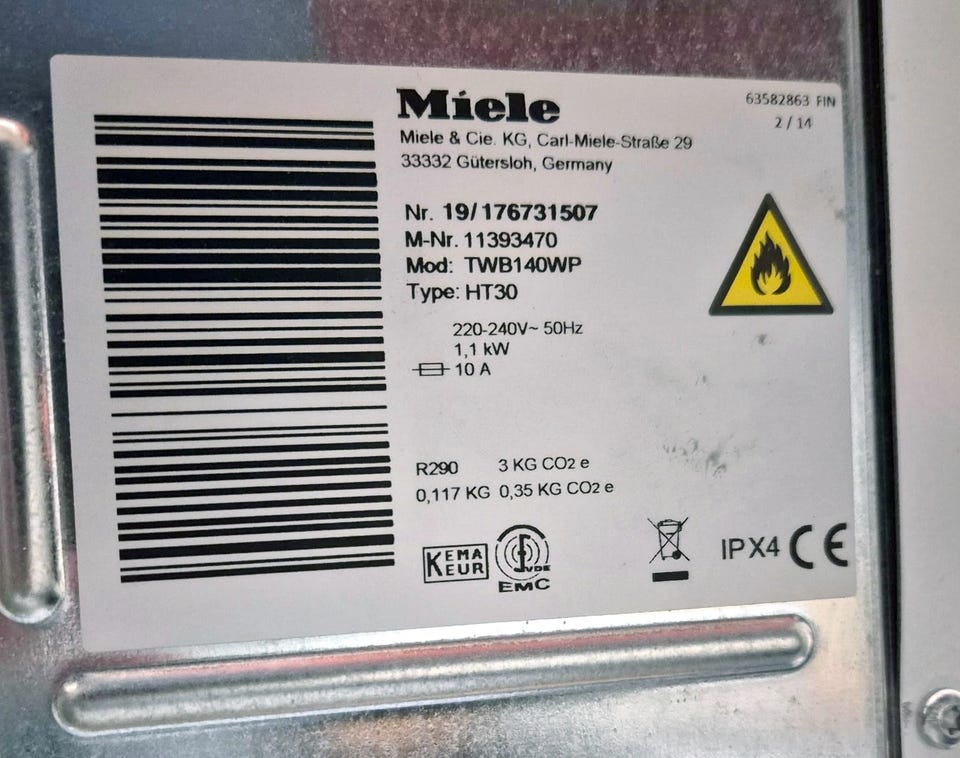 Miele
63582863 FIN
2 / 14
Miele & Cie. KG, Carl-Miele-Straße 29
33332 Gütersloh, Germany
Nr. 19/176731507
M-Nr. 11393470
Mod: TWB140WP
Type: HT30
220-240V~ 50Hz
1,1 kW
10 A
R290 3 KG CO2 e
0,117 KG 0,35 KG CO2 e
KEMA
KEUR
VDE
EMC
IPX4 CE